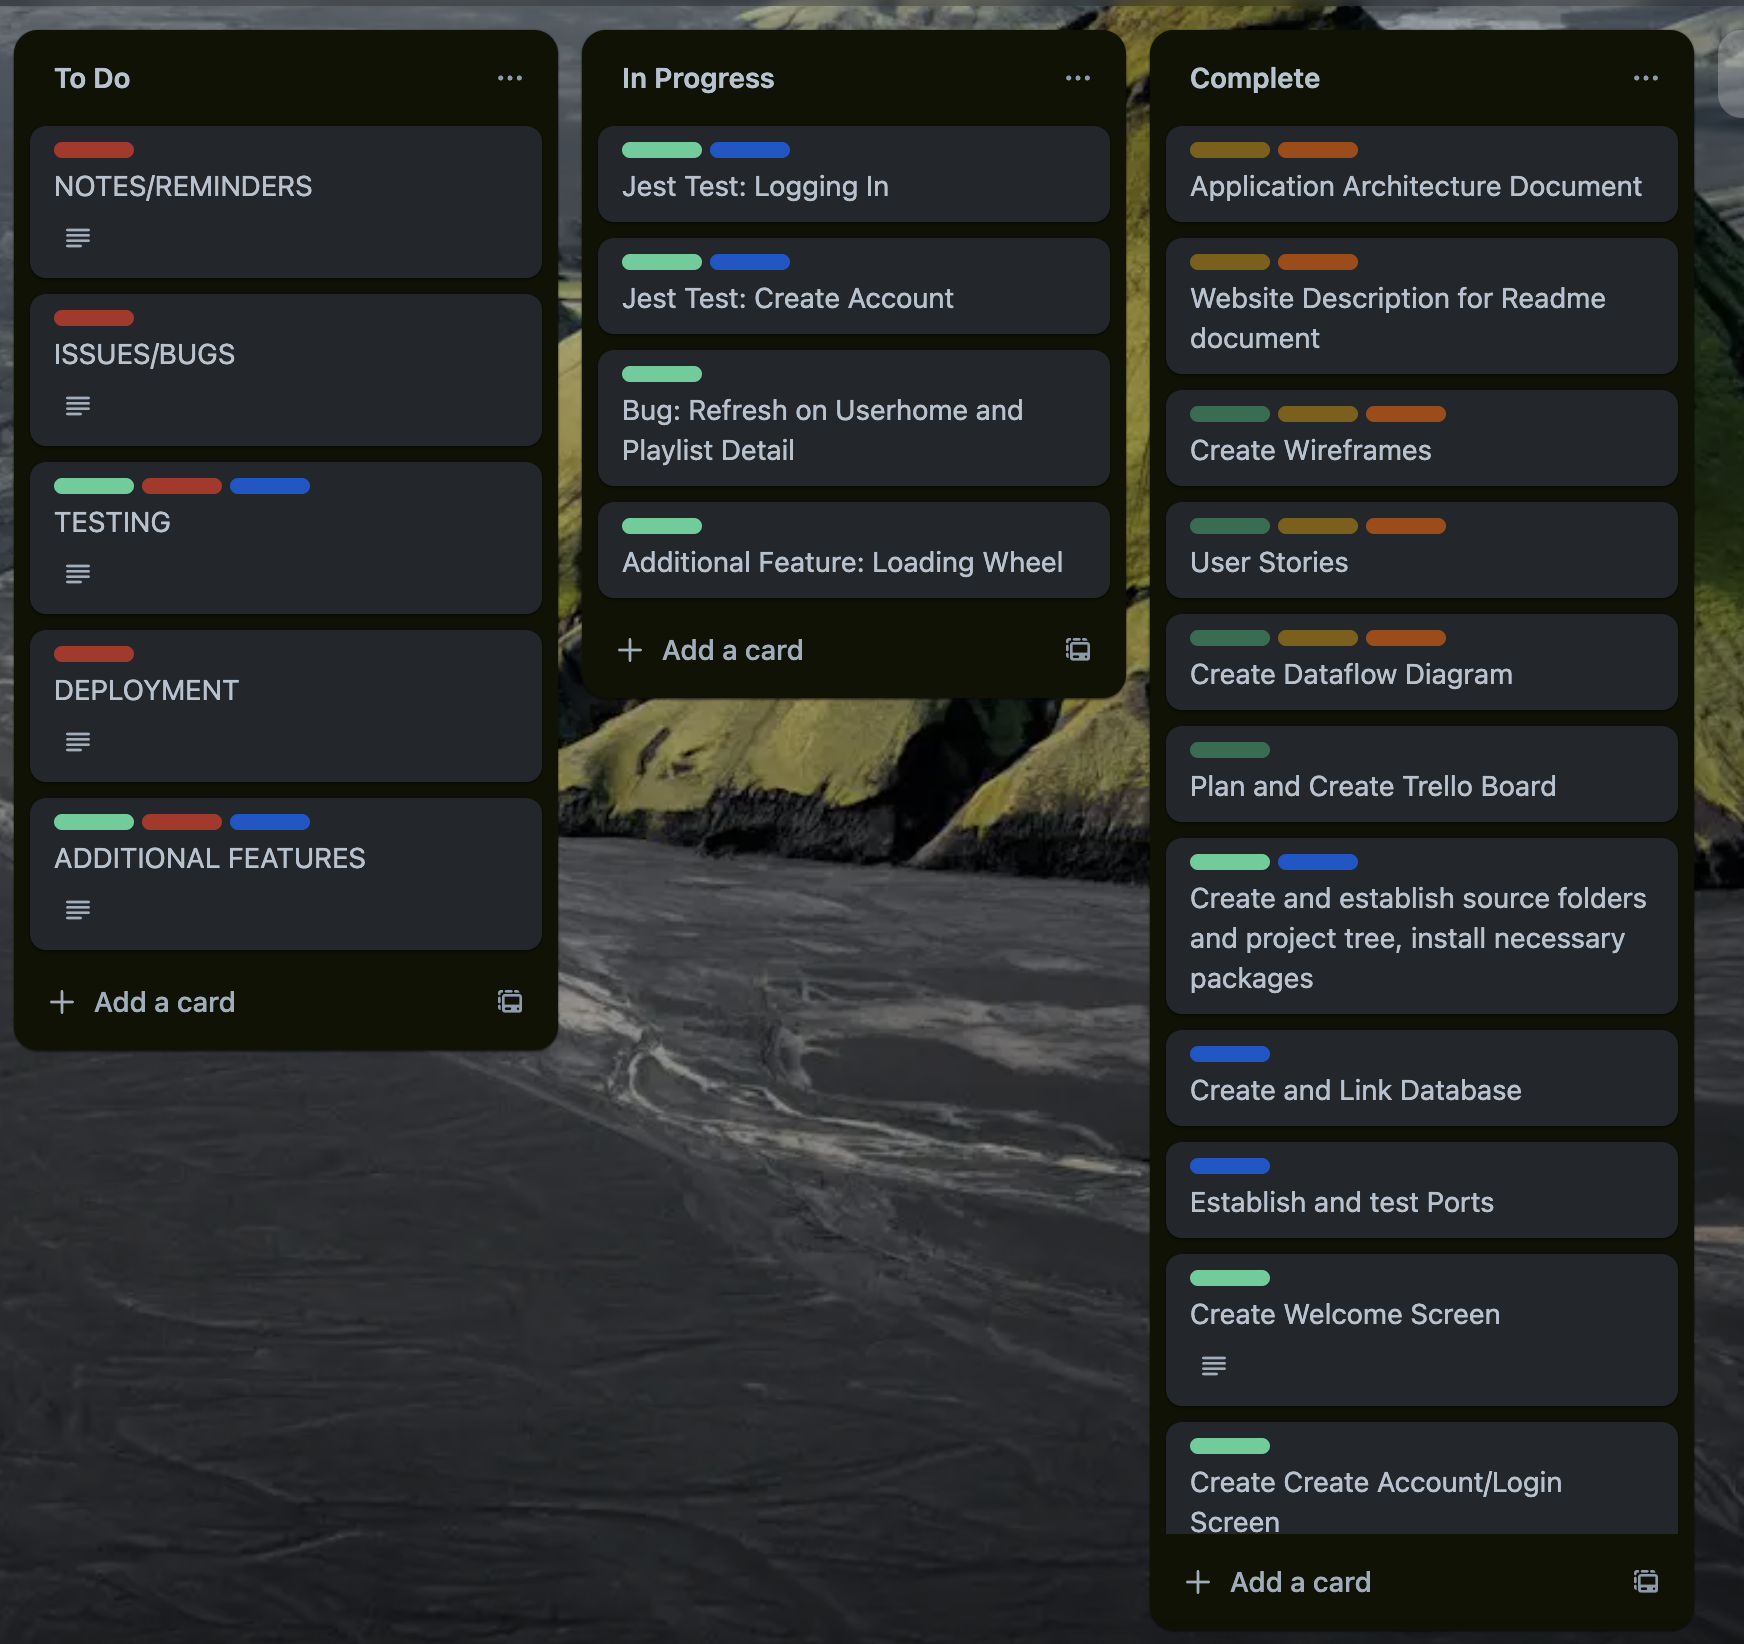 To Do
NOTES/REMINDERS
ISSUES/BUGS
TESTING
DEPLOYMENT
ADDITIONAL FEATURES
Add a card
In Progress
Jest Test: Logging In
Jest Test: Create Account
Bug: Refresh on Userhome and
Playlist Detail
Additional Feature: Loading Wheel
Add a card
Complete
Application Architecture Document
Website Description for Readme
document
Create Wireframes
User Stories
Create Dataflow Diagram
Plan and Create Trello Board
Create and establish source folders
and project tree, install necessary
packages
Create and Link Database
Establish and test Ports
Create Welcome Screen
Create Create Account/Login
Screen
Add a card